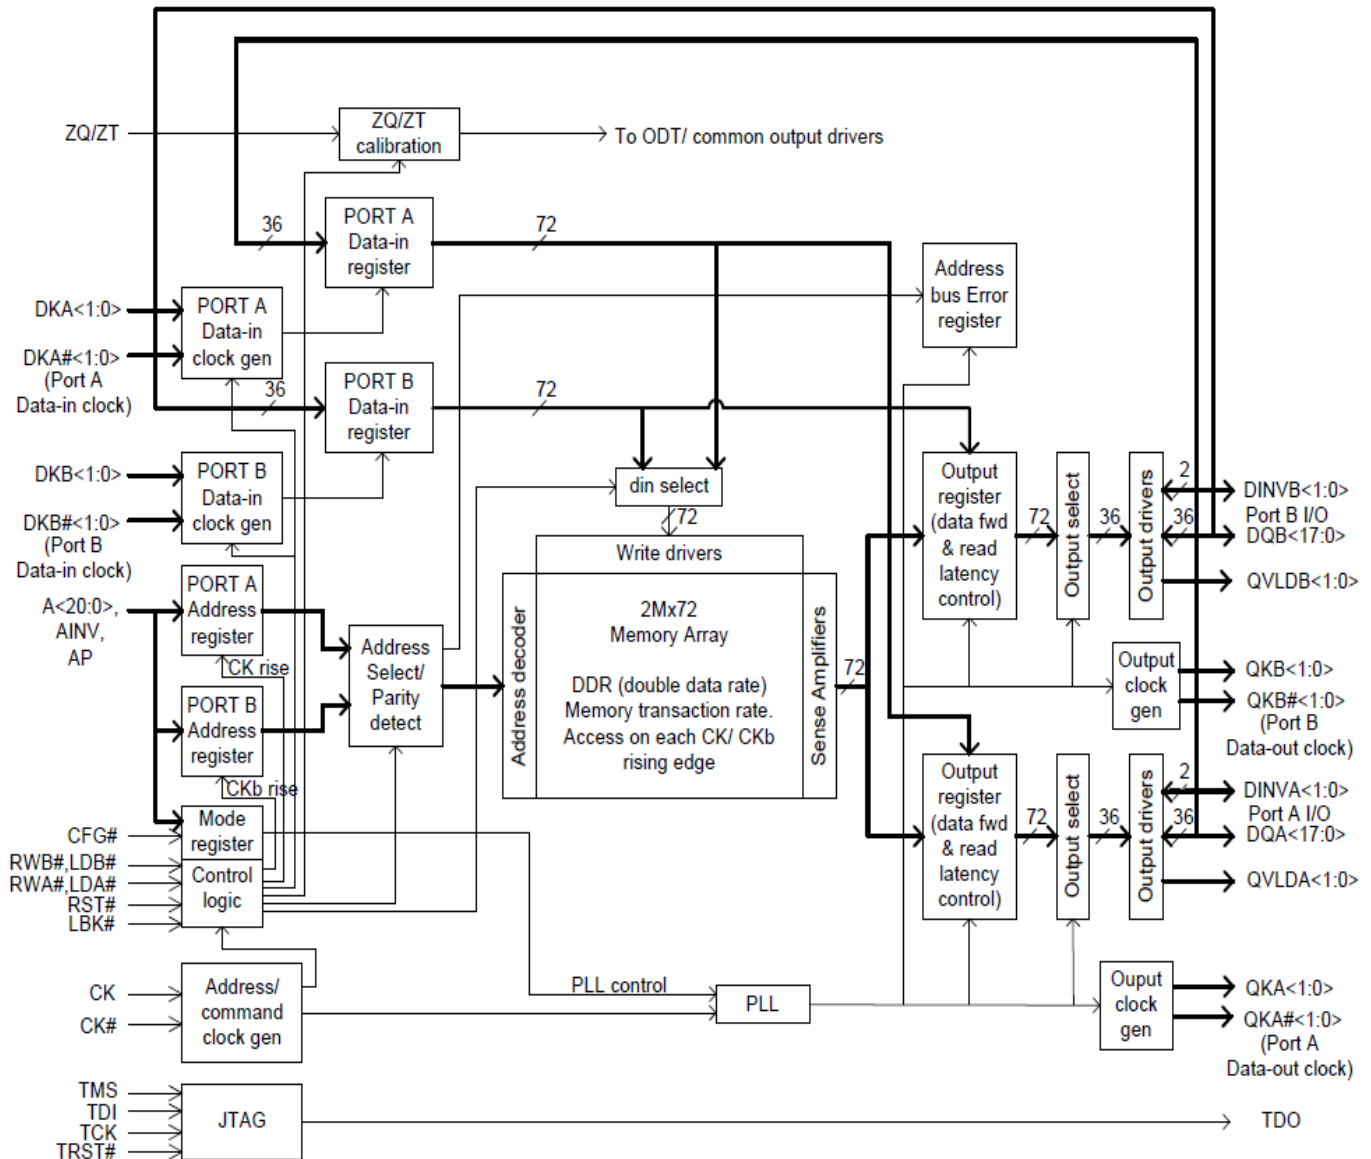 ZQ/ZT
ZQ/ZT
calibration
To ODT/ common output drivers
36
PORT A
Data-in
register
72
Address
bus Error
register
DKA<1:0>
DKA#<1:0>
(Port A
Data-in clock)
PORT A
Data-in
clock gen
36
PORT B
Data-in
register
72
DKB<1:0>
DKB#<1:0>
(Port B
Data-in clock)
PORT B
Data-in
clock gen
din select
72
Output
register
(data fwd
& read
latency
control)
72
Output select
36
Output drivers
2
36
DINVB<1:0>
Port B I/O
DQB<17:0>
QVLDB<1:0>
A<20:0>,
AINV,
AP
PORT A
Address
register
CK rise
PORT B
Address
register
CKb rise
Address
Select/
Parity
detect
Write drivers
Address decoder
2Mx72
Memory Array
DDR (double data rate)
Memory transaction rate.
Access on each CK/ CKb
rising edge
Sense Amplifiers
72
Output
clock
gen
QKB<1:0>
QKB#<1:0>
(Port B
Data-out clock)
CFG#
RWB#,LDB#
RWA#,LDA#
RST#
LBK#
Mode
register
Control
logic
Output
register
(data fwd
& read
latency
control)
72
Output select
36
Output drivers
2
36
DINVA<1:0>
Port A I/O
DQA<17:0>
QVLDA<1:0>
CK
CK#
Address/
command
clock gen
PLL control
PLL
Ouput
clock
gen
QKA<1:0>
QKA#<1:0>
(Port A
Data-out clock)
TMS
TDI
TCK
TRST#
JTAG
TDO